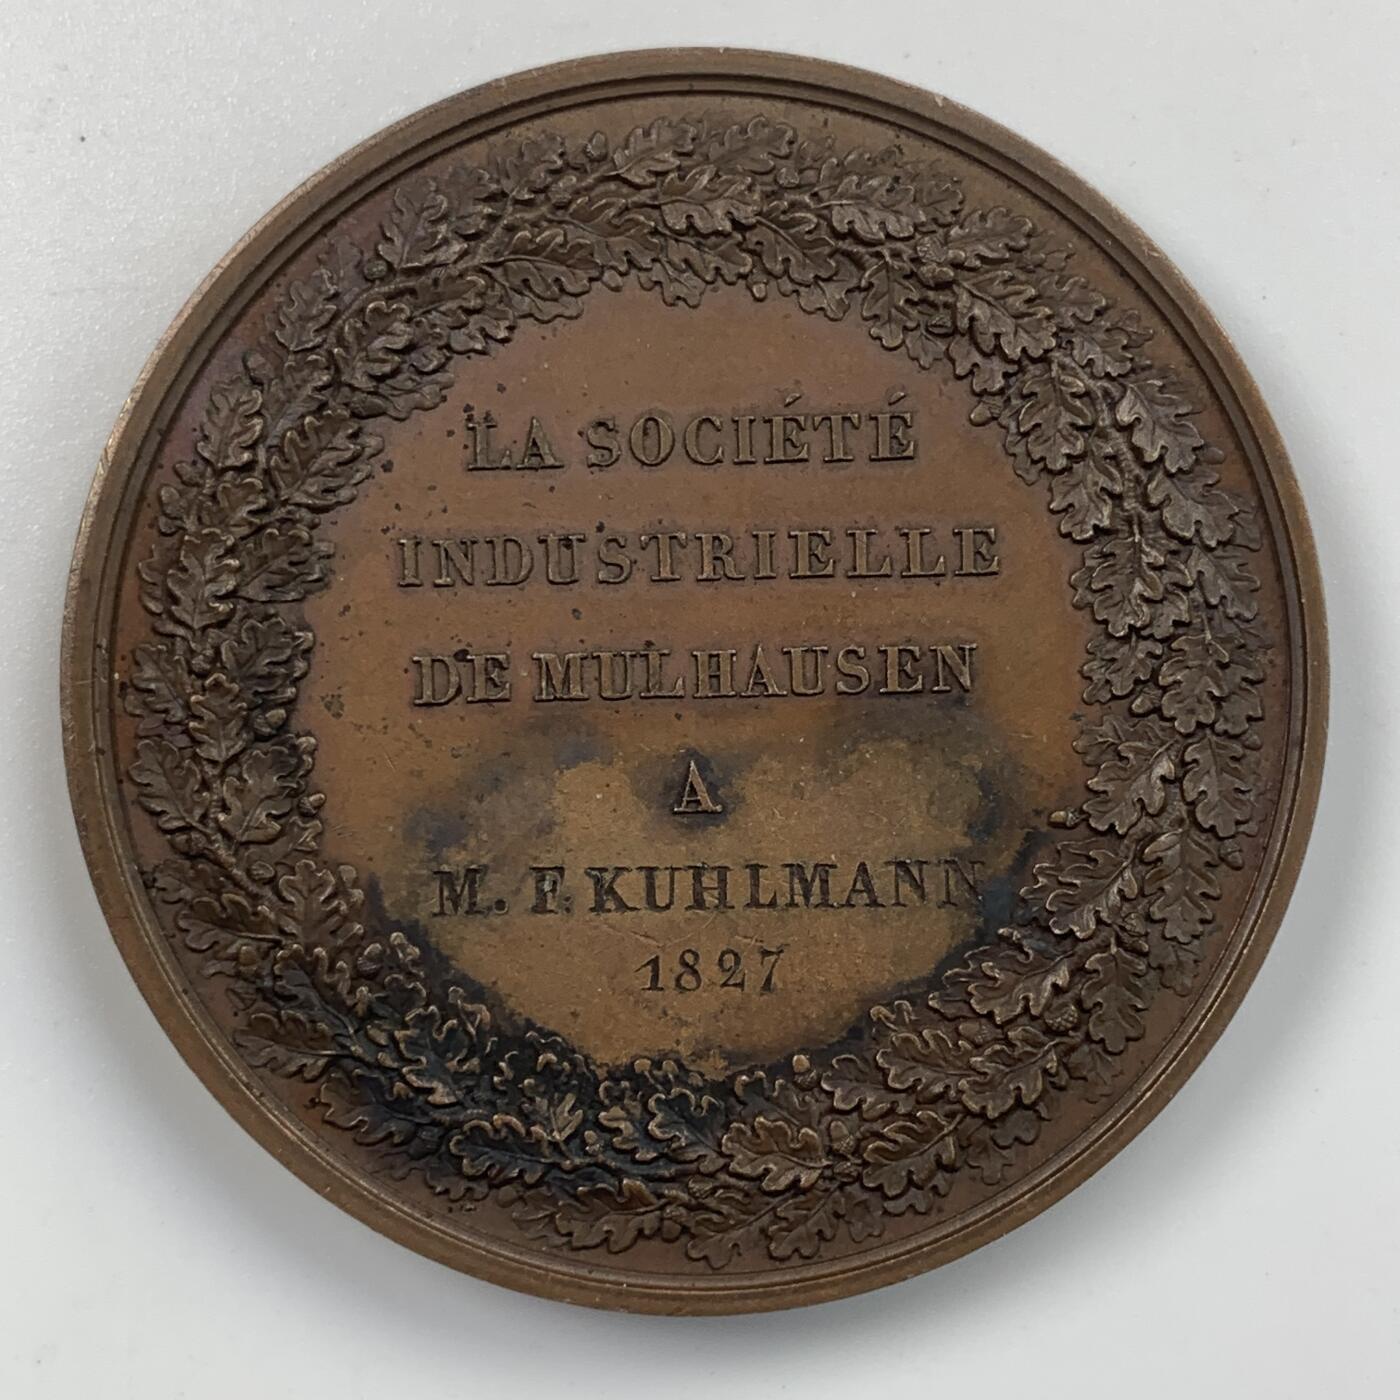 LA SOCIÉTÉ
INDUSTRIELLE
DE MULHAUSEN
A
M. F. KUHLMANN
1827